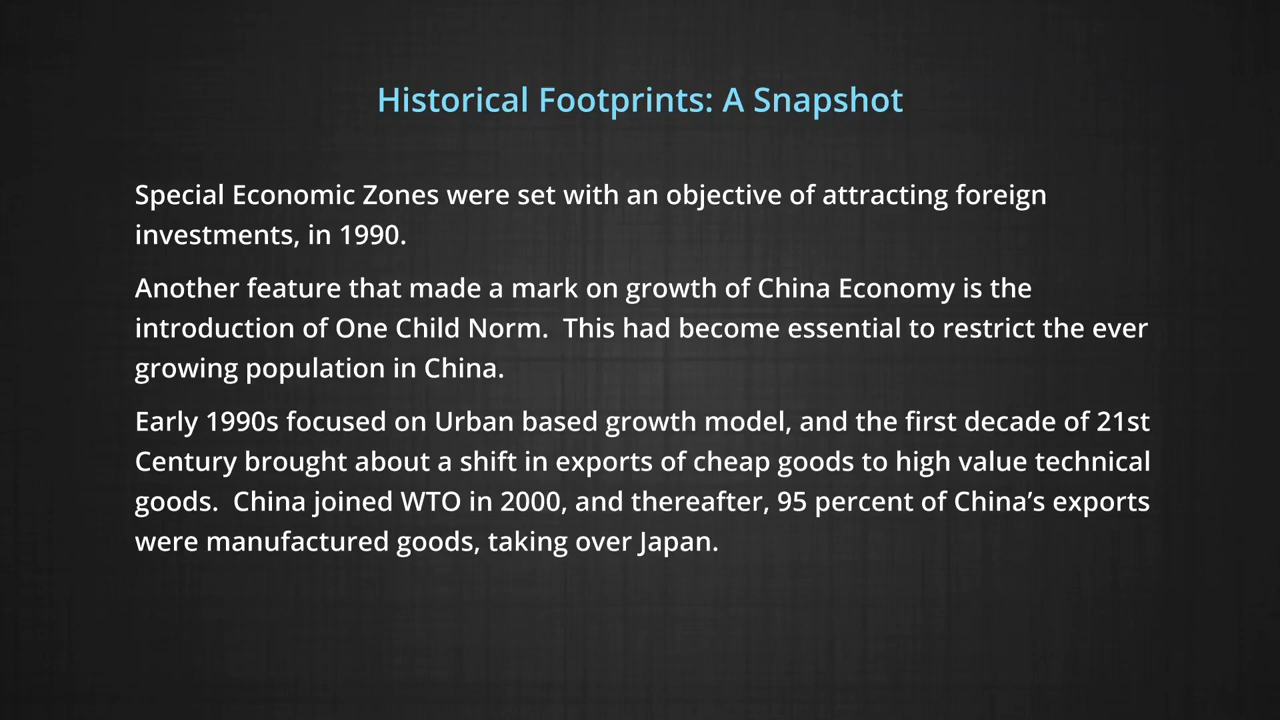 Historical Footprints: A Snapshot
Special Economic Zones were set with an objective of attracting foreign
investments, in 1990.
Another feature that made a mark on growth of China Economy is the
introduction of One Child Norm.  This had become essential to restrict the ever
growing population in China.
Early 1990s focused on Urban based growth model, and the first decade of 21st
Century brought about a shift in exports of cheap goods to high value technical
goods.  China joined WTO in 2000, and thereafter, 95 percent of China’s exports
were manufactured goods, taking over Japan.